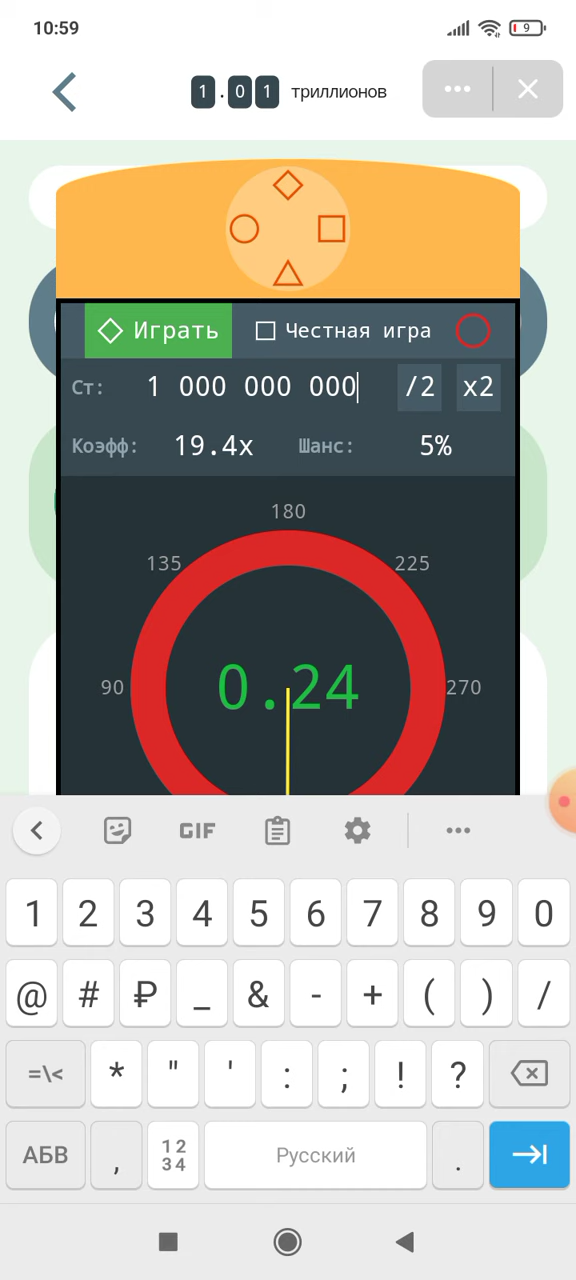 10:59
9
1.01 триллионов
Играть Честная игра
Ст: 1 000 000 000 /2 x2
Коэфф: 19.4x Шанс: 5%
180
135 225
90 0.24 270
GIF
1 2 3 4 5 6 7 8 9 0
@ # ₽ _ & - + ( ) /
=\< * " ' : ; ! ?
АБВ , 12 Русский .
34